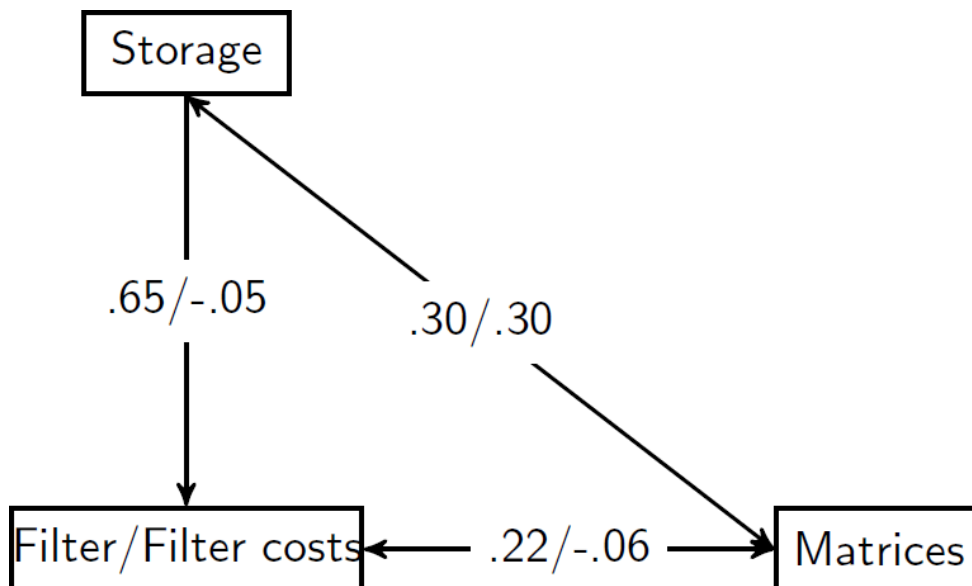 Storage
.65/-.05
.30/.30
Filter/Filter costs
.22/-.06
Matrices